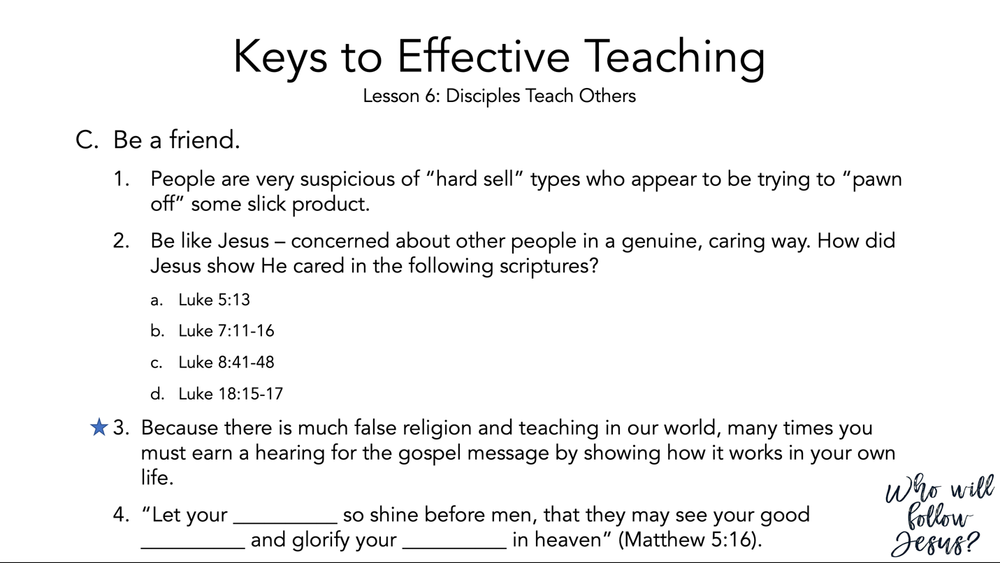 Keys to Effective Teaching
Lesson 6: Disciples Teach Others
C. Be a friend.
1. People are very suspicious of “hard sell” types who appear to be trying to “pawn
off” some slick product.
2. Be like Jesus – concerned about other people in a genuine, caring way. How did
Jesus show He cared in the following scriptures?
a. Luke 5:13
b. Luke 7:11-16
c. Luke 8:41-48
d. Luke 18:15-17
3. Because there is much false religion and teaching in our world, many times you
must earn a hearing for the gospel message by showing how it works in your own
life.
4. “Let your __________ so shine before men, that they may see your good
__________ and glorify your __________ in heaven” (Matthew 5:16).
Who will
follow
Jesus?